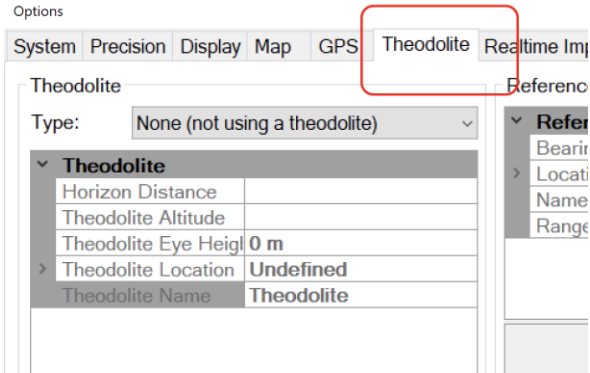 Options
System Precision Display Map GPS Theodolite Realtime Imp
Theodolite
Type: None (not using a theodolite)
Theodolite
Horizon Distance
Theodolite Altitude
Theodolite Eye Heigl 0 m
Theodolite Location Undefined
Theodolite Name Theodolite
Referenc
Refer
Bearin
Locati
Name
Range